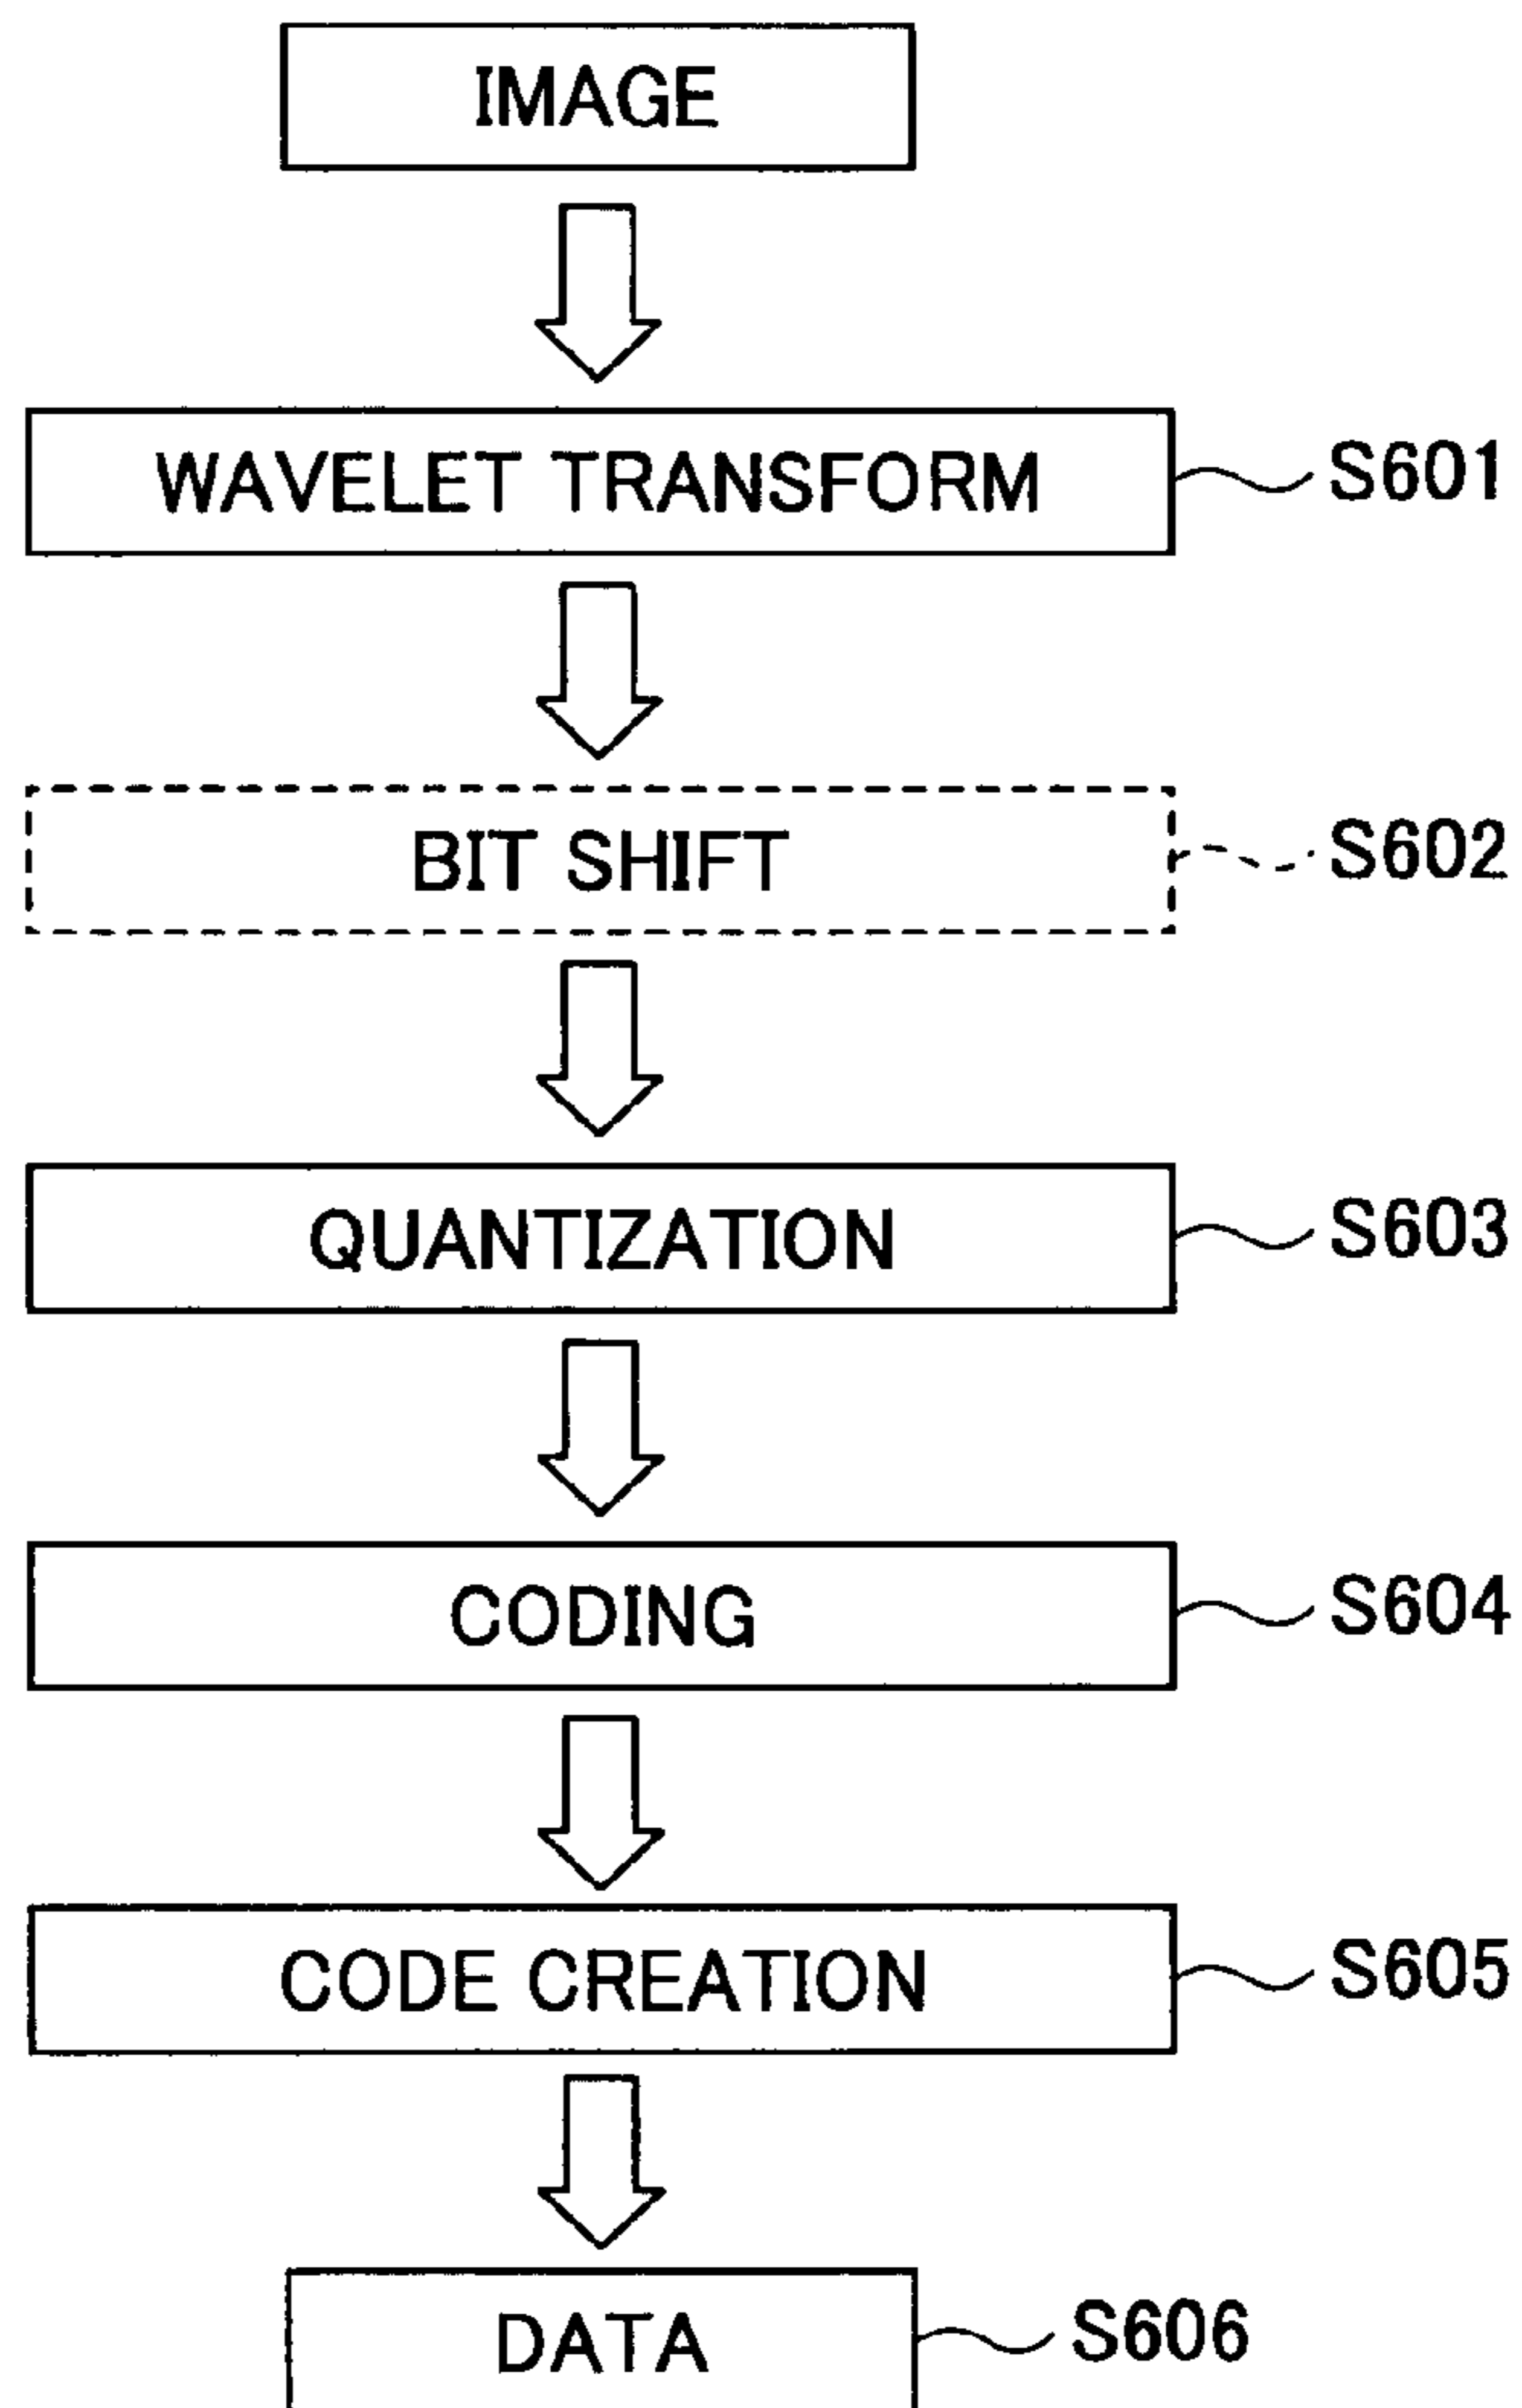 IMAGE
WAVELET TRANSFORM S601
BIT SHIFT S602
QUANTIZATION S603
CODING S604
CODE CREATION S605
DATA S606